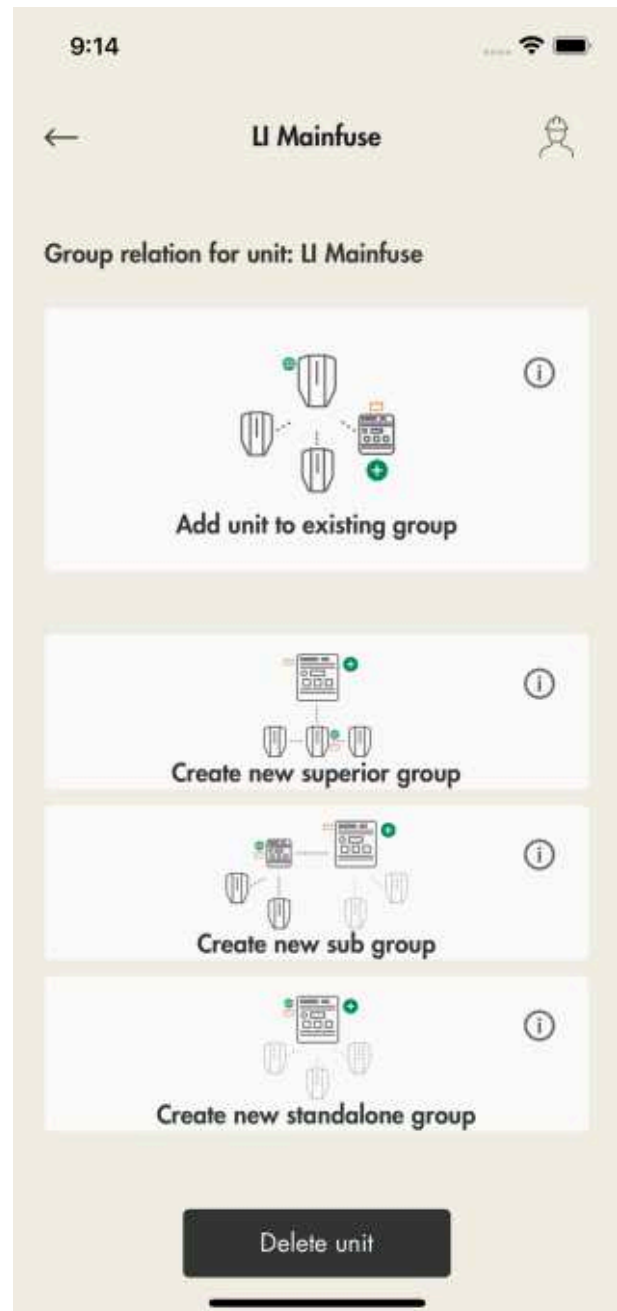 9:14
LI Mainfuse
Group relation for unit: LI Mainfuse
Add unit to existing group
Create new superior group
Create new sub group
Create new standalone group
Delete unit